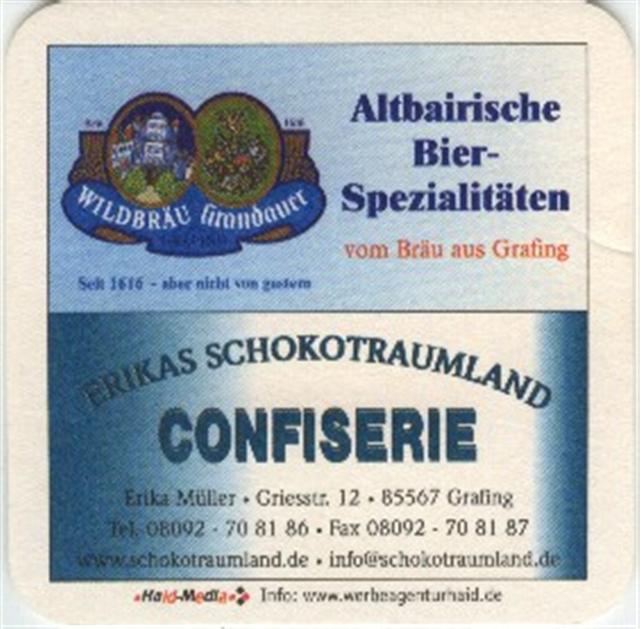 Altbairische
Bier-
Spezialitäten
vom Bräu aus Grafing
WILDBRÄU Grandauer
Seit 1616 - aber nicht von gestern
ERIKAS SCHOKOTRAUMLAND
CONFISERIE
Erika Müller • Griesstr. 12 • 85567 Grafing
Tel. 08092 - 70 81 86 • Fax 08092 - 70 81 87
www.schokotraumland.de • info@schokotraumland.de
Haid-Media Info: www.werbeagenturhaid.de